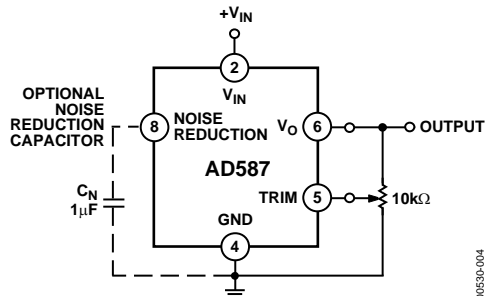 +VIN
2
VIN
OPTIONAL
NOISE
REDUCTION
CAPACITOR
8
NOISE
REDUCTION
VO
6
OUTPUT
AD587
CN
1µF
TRIM
5
10kΩ
GND
4
00530-004